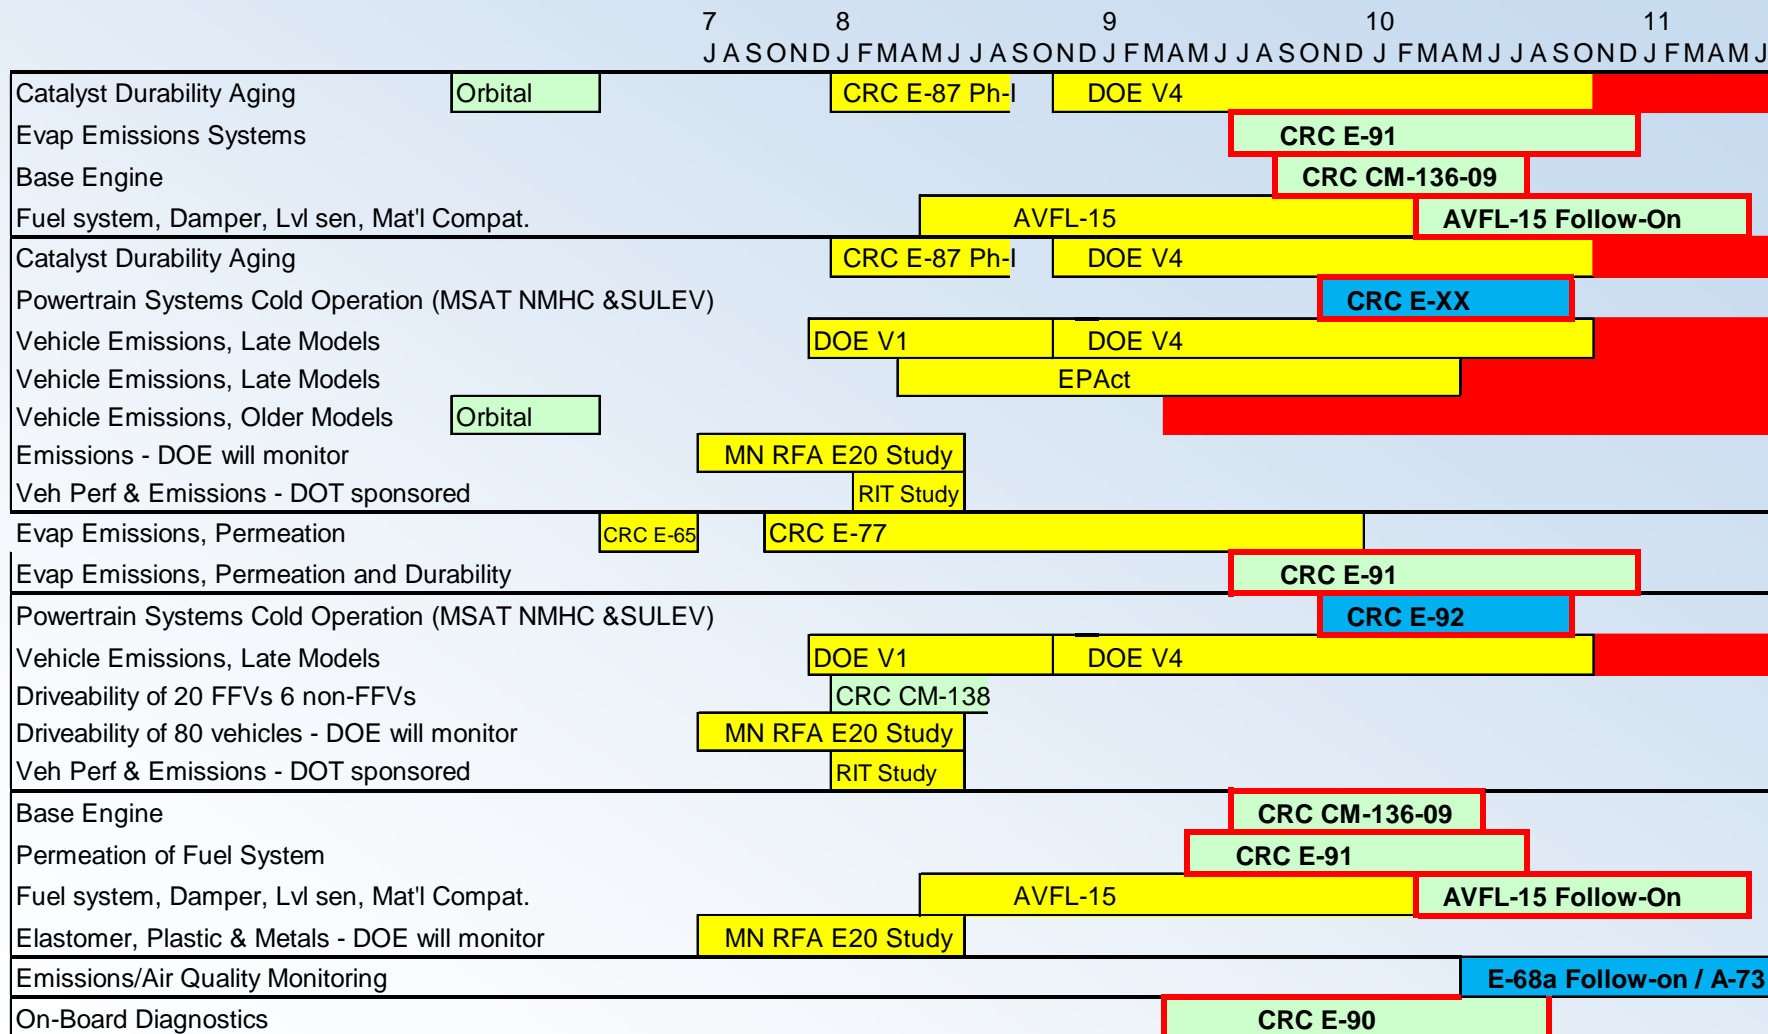 7 8 9 10 11
J A S O N D J F M A M J J A S O N D J F M A M J J A S O N D J F M A M J J A S O N D J F M A M J
Catalyst Durability Aging Orbital CRC E-87 Ph-I DOE V4
Evap Emissions Systems CRC E-91
Base Engine CRC CM-136-09
Fuel system, Damper, Lvl sen, Mat'l Compat. AVFL-15 AVFL-15 Follow-On
Catalyst Durability Aging CRC E-87 Ph-I DOE V4
Powertrain Systems Cold Operation (MSAT NMHC &SULEV) CRC E-XX
Vehicle Emissions, Late Models DOE V1 DOE V4
Vehicle Emissions, Late Models EPAct
Vehicle Emissions, Older Models Orbital
Emissions - DOE will monitor MN RFA E20 Study
Veh Perf & Emissions - DOT sponsored RIT Study
Evap Emissions, Permeation CRC E-65 CRC E-77
Evap Emissions, Permeation and Durability CRC E-91
Powertrain Systems Cold Operation (MSAT NMHC &SULEV) CRC E-92
Vehicle Emissions, Late Models DOE V1 DOE V4
Driveability of 20 FFVs 6 non-FFVs CRC CM-138
Driveability of 80 vehicles - DOE will monitor MN RFA E20 Study
Veh Perf & Emissions - DOT sponsored RIT Study
Base Engine CRC CM-136-09
Permeation of Fuel System CRC E-91
Fuel system, Damper, Lvl sen, Mat'l Compat. AVFL-15 AVFL-15 Follow-On
Elastomer, Plastic & Metals - DOE will monitor MN RFA E20 Study
Emissions/Air Quality Monitoring E-68a Follow-on / A-73
On-Board Diagnostics CRC E-90